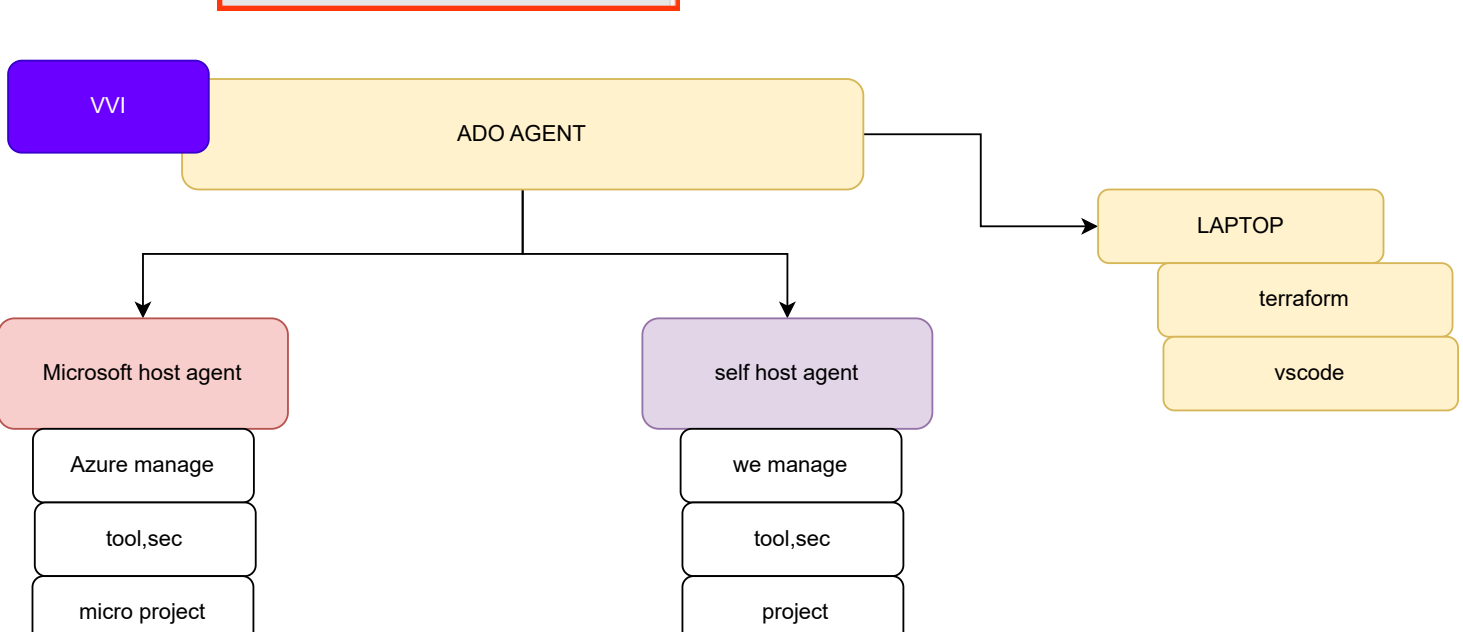 VVI
ADO AGENT
LAPTOP
terraform
vscode
Microsoft host agent
self host agent
Azure manage
we manage
tool,sec
tool,sec
micro project
project